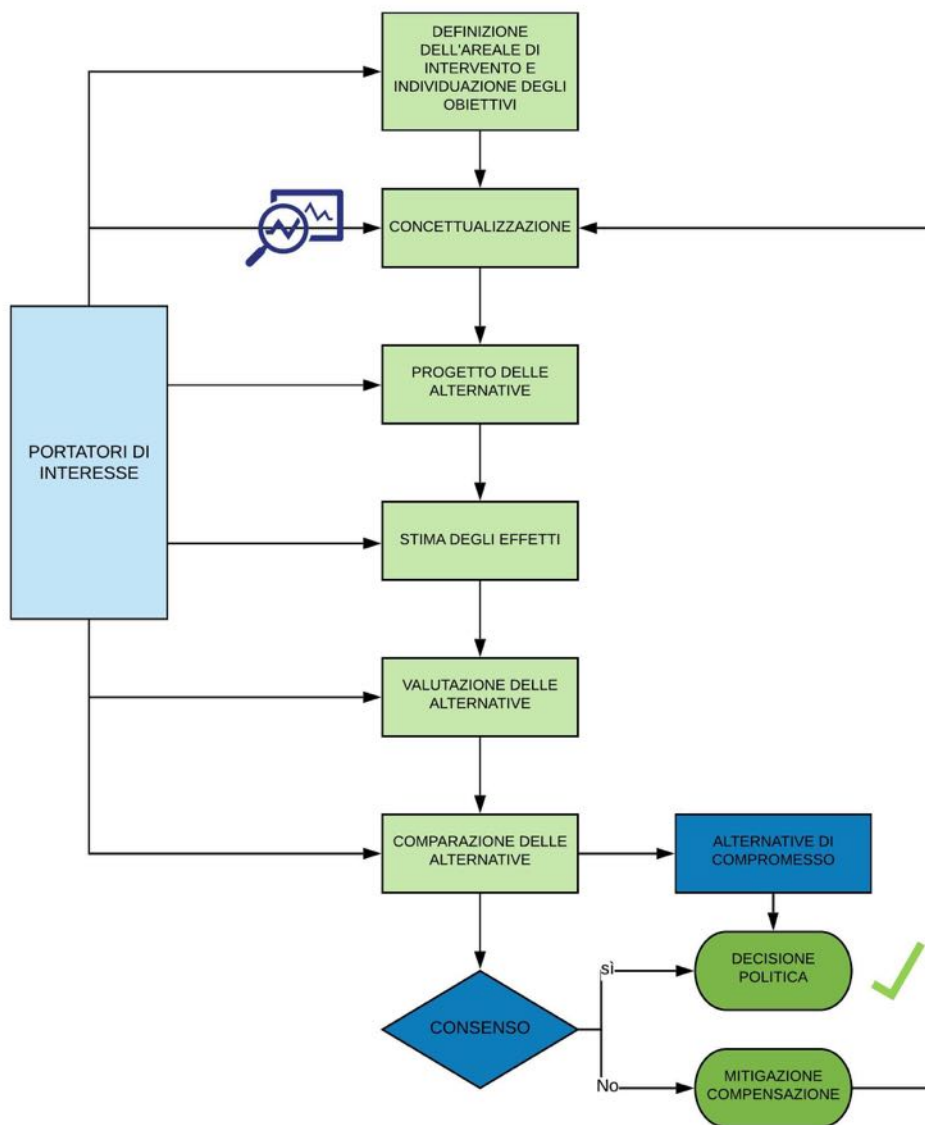 DEFINIZIONE
DELL'AREALE DI
INTERVENTO E
INDIVIDUAZIONE DEGLI
OBIETTIVI
CONCETTUALIZZAZIONE
PROGETTO DELLE
ALTERNATIVE
PORTATORI DI
INTERESSE
STIMA DEGLI EFFETTI
VALUTAZIONE DELLE
ALTERNATIVE
COMPARAZIONE DELLE
ALTERNATIVE
ALTERNATIVE DI
COMPROMESSO
CONSENSO
sì
DECISIONE
POLITICA
No
MITIGAZIONE
COMPENSAZIONE